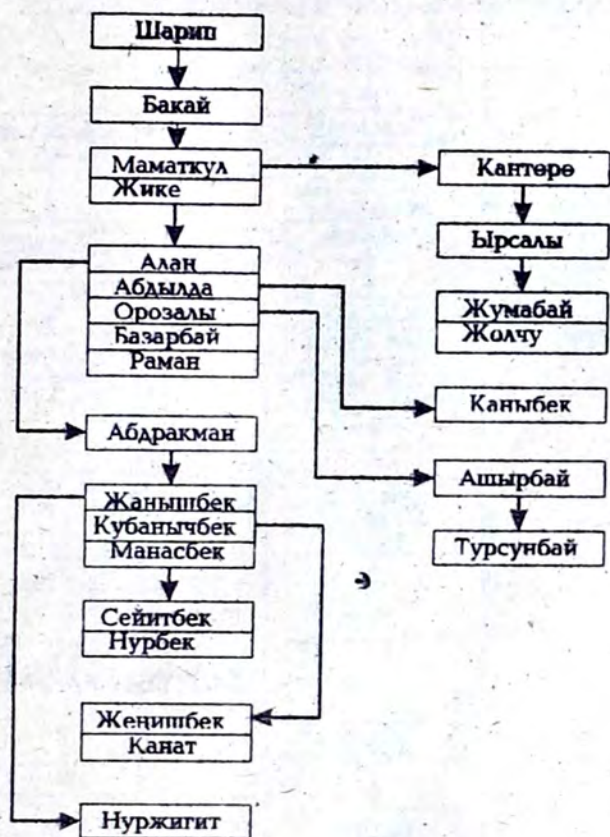 Шарип
Бакай
Маматкул
Жике
Кантөрө
Ырсалы
Жумабай
Жолчу
Алаң
Абдылда
Орозалы
Базарбай
Раман
Каныбек
Абдракман
Ашырбай
Турсунбай
Жанышбек
Кубанычбек
Манасбек
Сейитбек
Нурбек
Жеңишбек
Канат
Нуржигит